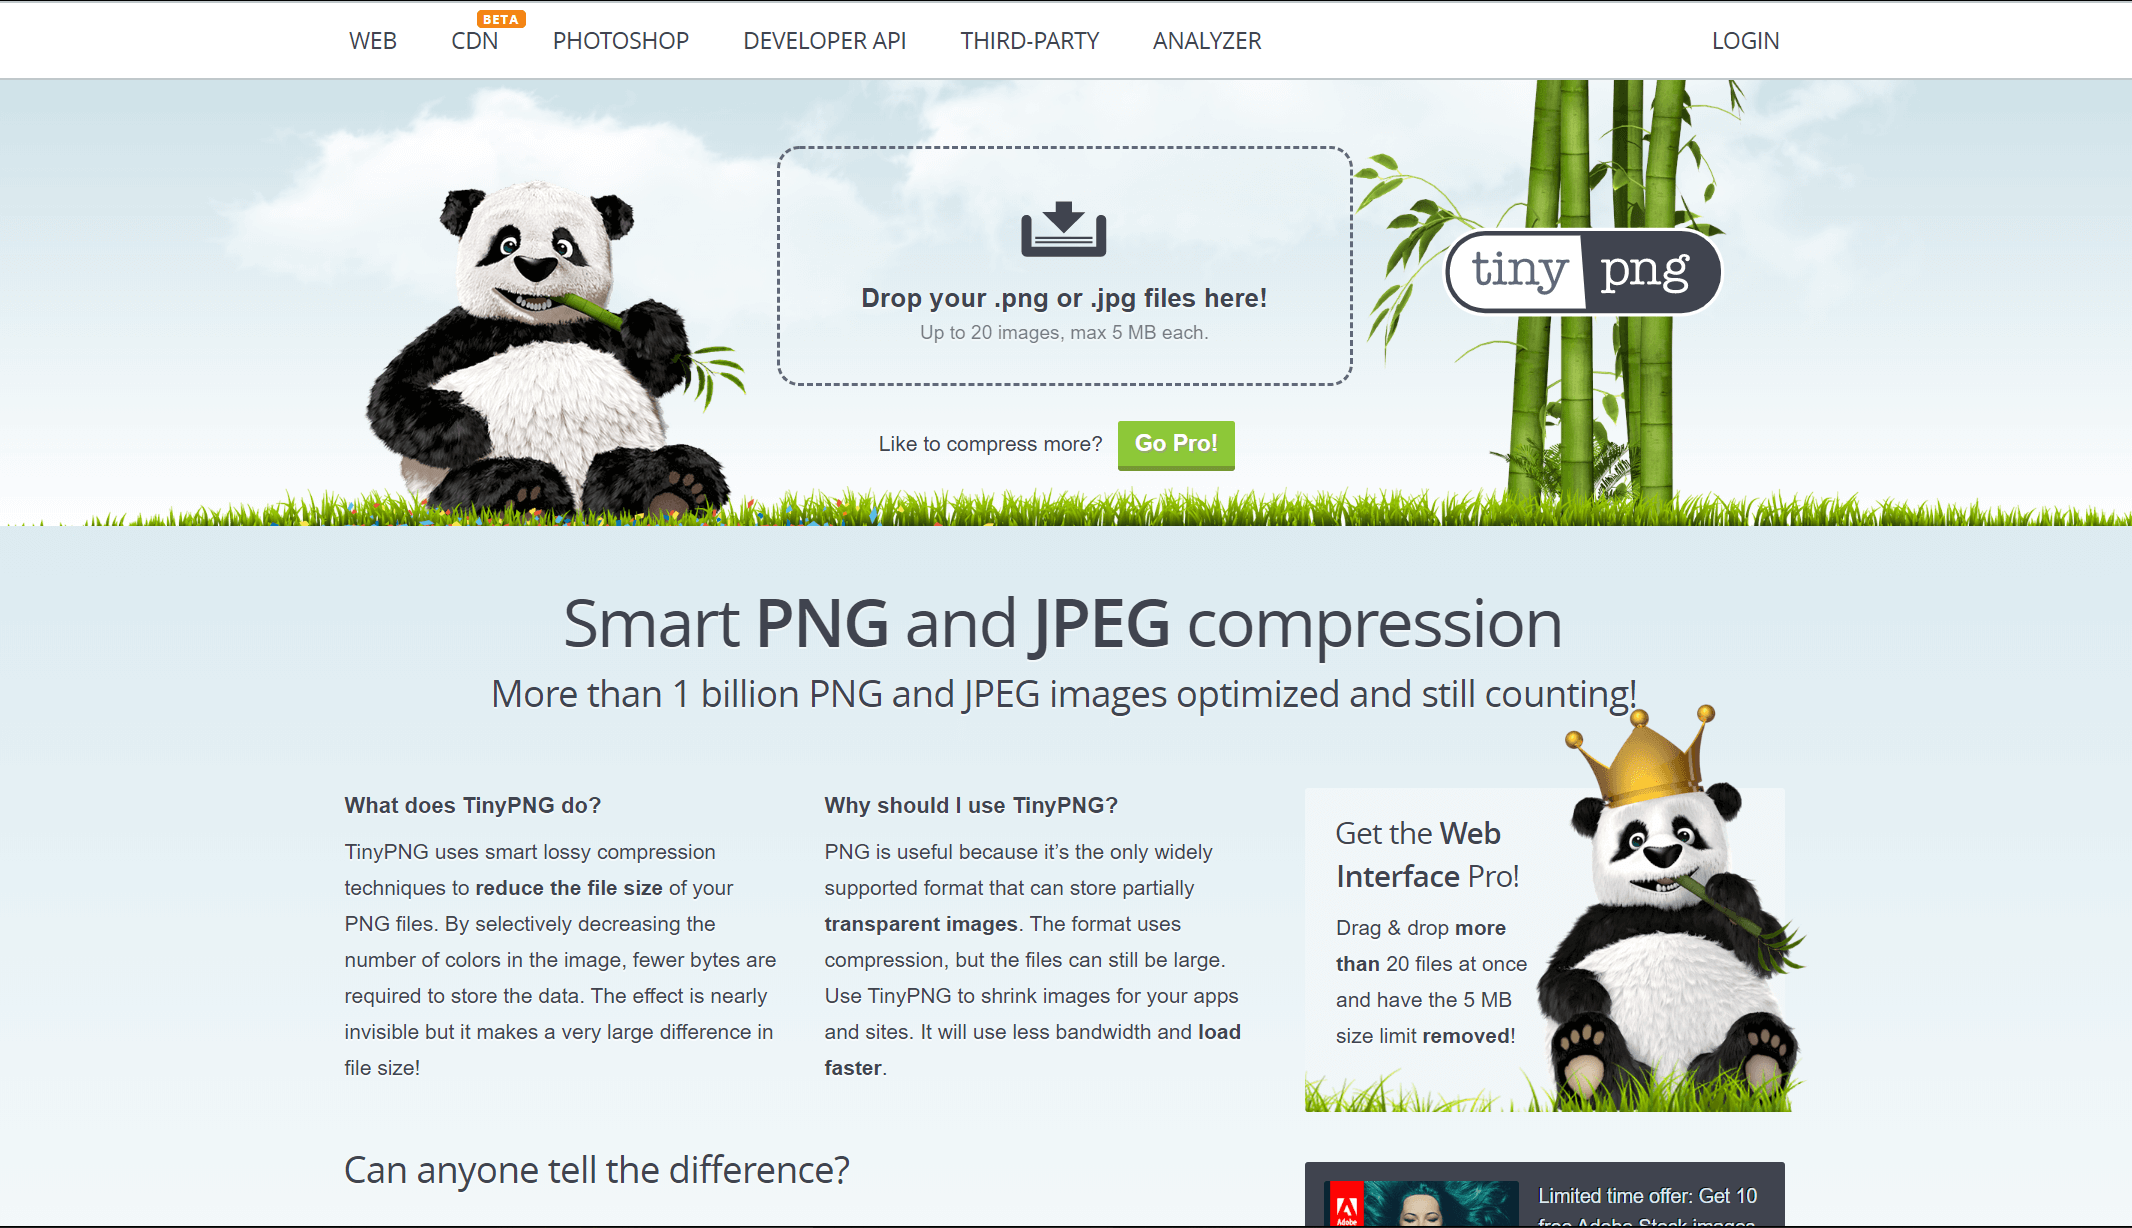 BETA
WEB CDN PHOTOSHOP DEVELOPER API THIRD-PARTY ANALYZER LOGIN
Drop your .png or .jpg files here!
Up to 20 images, max 5 MB each.
tiny png
Like to compress more? Go Pro!
Smart PNG and JPEG compression
More than 1 billion PNG and JPEG images optimized and still counting!
What does TinyPNG do?
TinyPNG uses smart lossy compression
techniques to reduce the file size of your
PNG files. By selectively decreasing the
number of colors in the image, fewer bytes are
required to store the data. The effect is nearly
invisible but it makes a very large difference in
file size!
Why should I use TinyPNG?
PNG is useful because it’s the only widely
supported format that can store partially
transparent images. The format uses
compression, but the files can still be large.
Use TinyPNG to shrink images for your apps
and sites. It will use less bandwidth and load
faster.
Get the Web
Interface Pro!
Drag & drop more
than 20 files at once
and have the 5 MB
size limit removed!
Can anyone tell the difference?
Adobe
Limited time offer: Get 10
free Adobe Stock images